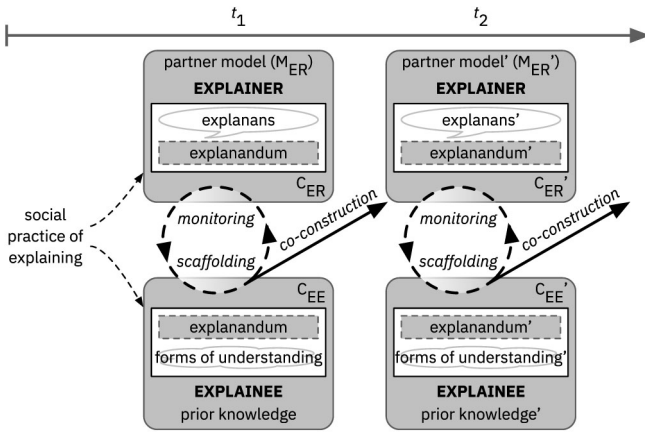 t1 t2
partner model (MER)
EXPLAINER
explanans
explanandum
CER
partner model’ (MER’)
EXPLAINER
explanans’
explanandum’
CER’
social
practice of
explaining
monitoring
scaffolding
co-construction
monitoring
scaffolding
co-construction
CEE
explanandum
forms of understanding
EXPLAINEE
prior knowledge
CEE’
explanandum’
forms of understanding’
EXPLAINEE
prior knowledge’